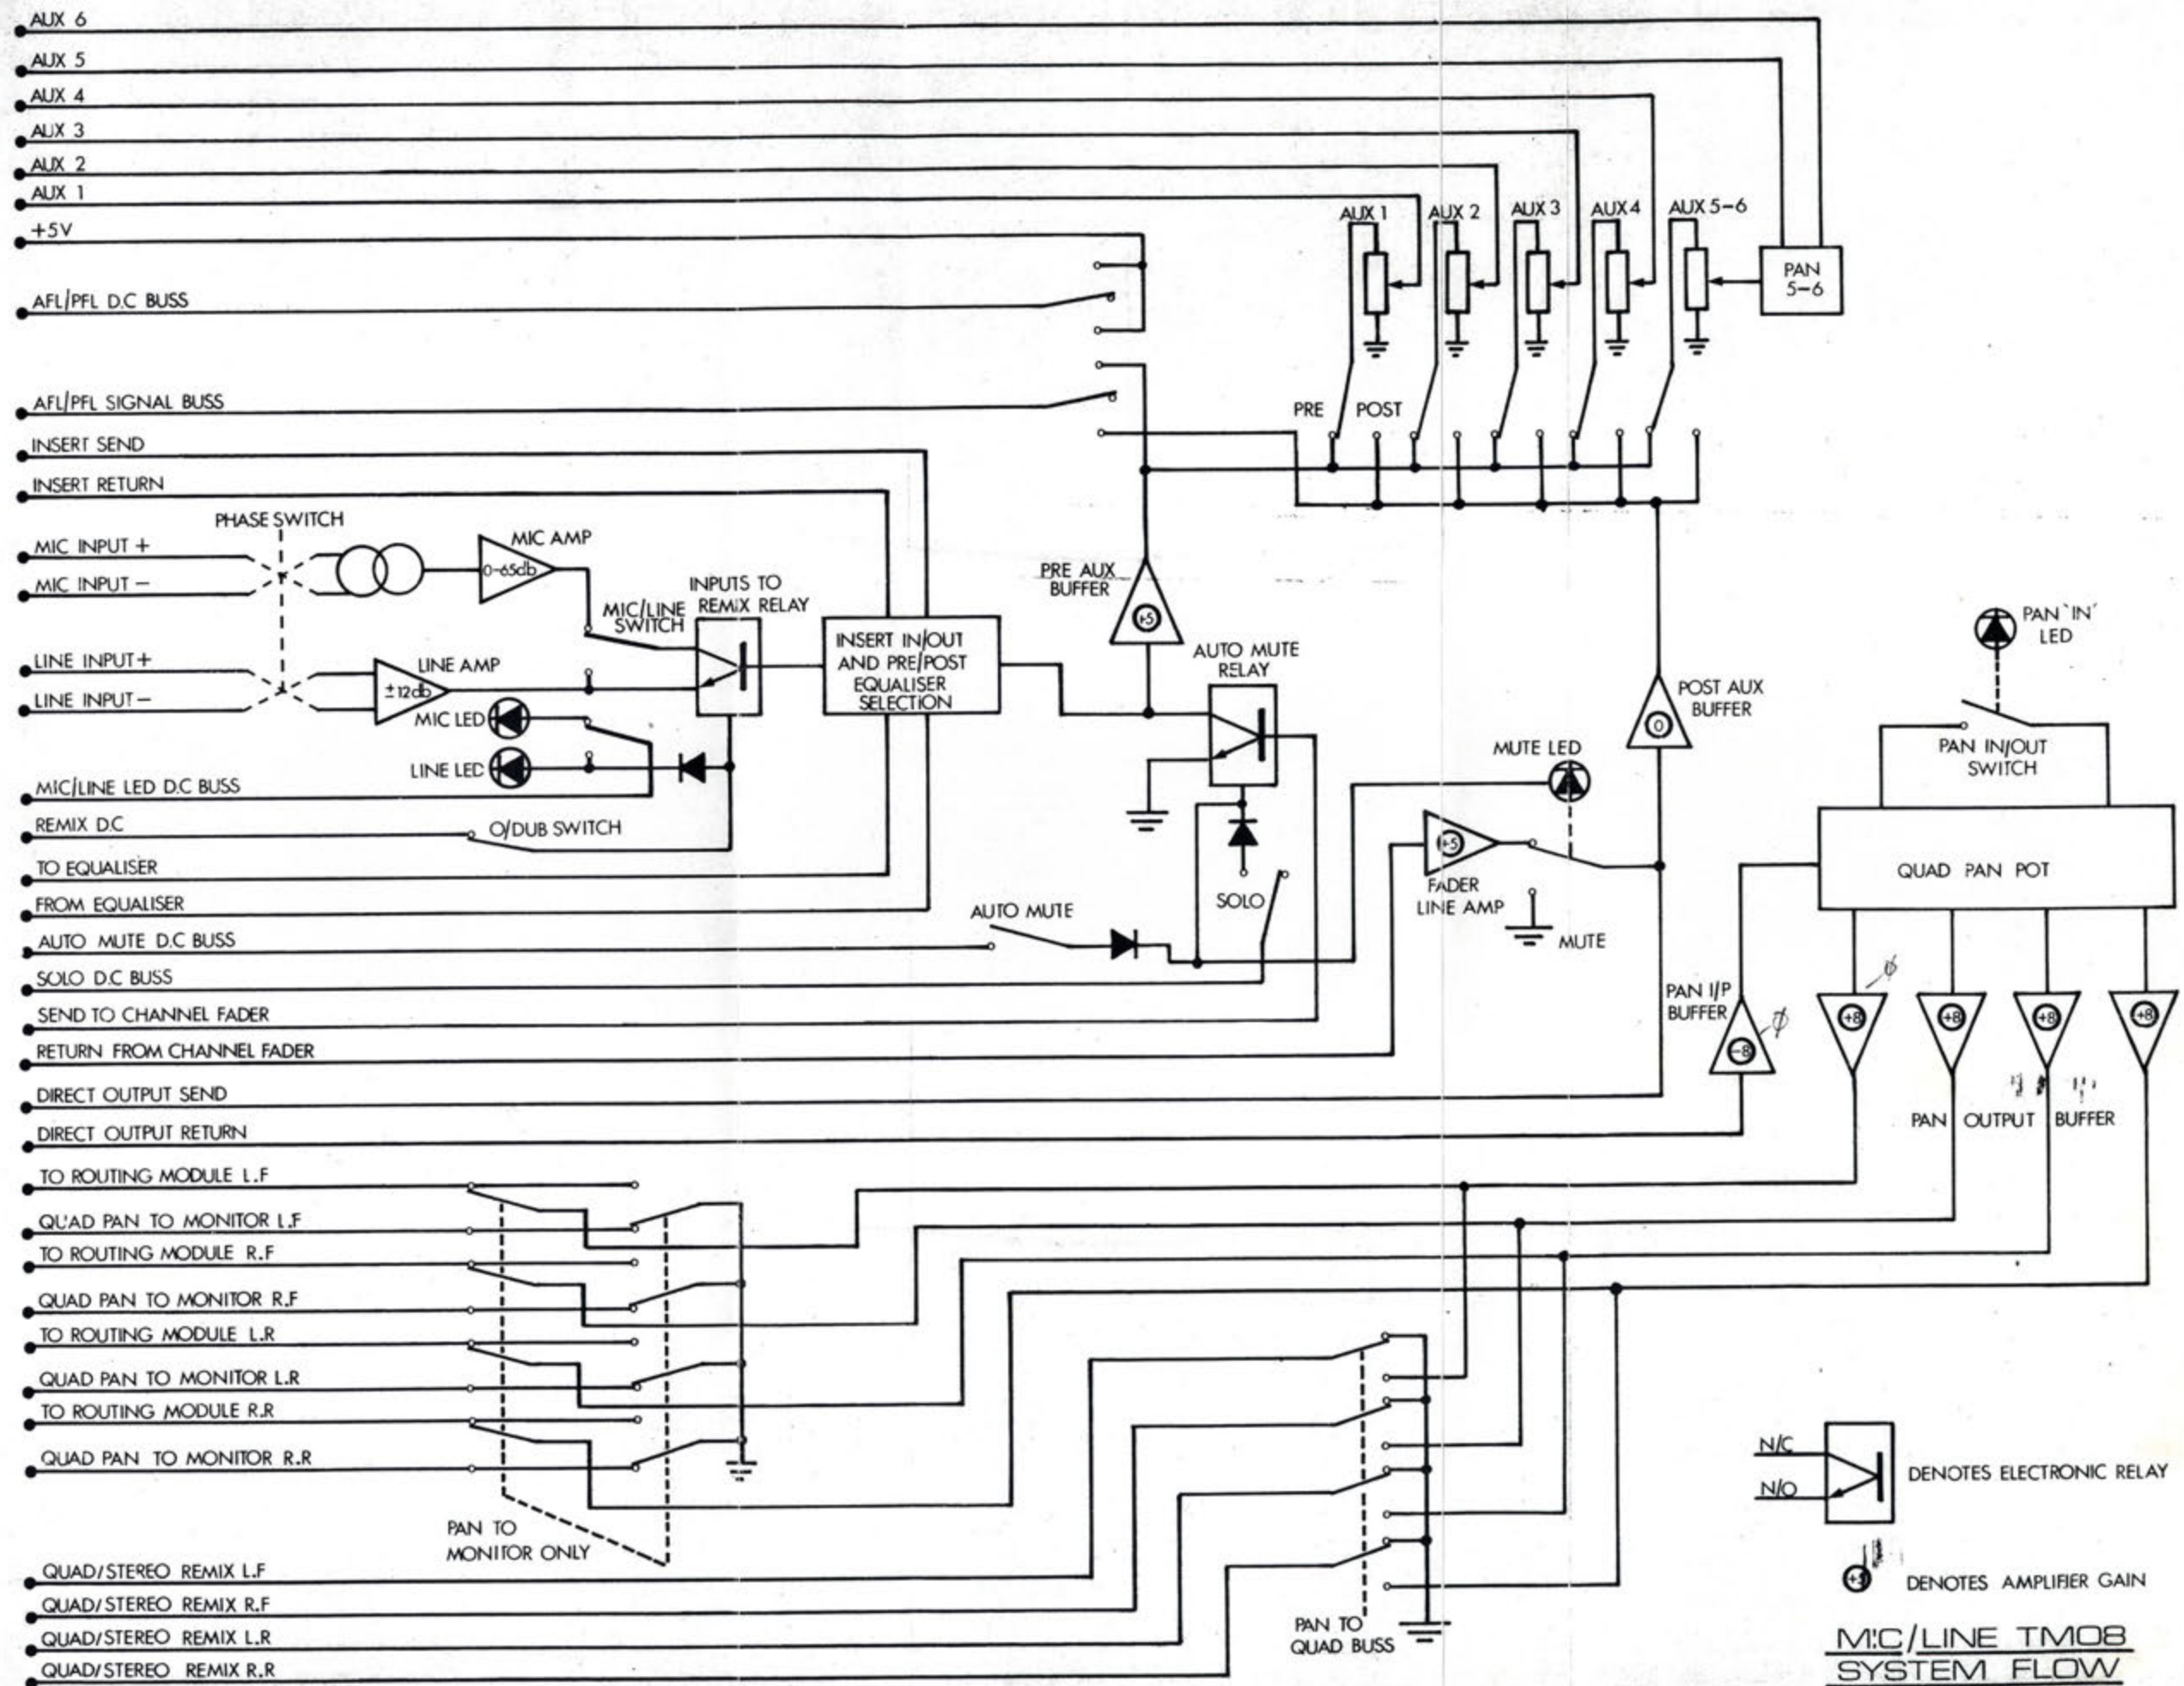 AUX 6
AUX 5
AUX 4
AUX 3
AUX 2
AUX 1
+5V
AFL/PFL D.C BUSS
AFL/PFL SIGNAL BUSS
INSERT SEND
INSERT RETURN
PHASE SWITCH
MIC INPUT +
MIC INPUT −
LINE INPUT +
LINE INPUT −
MIC AMP
0-65db
LINE AMP
±12db
MIC/LINE
SWITCH
INPUTS TO
REMIX RELAY
MIC LED
LINE LED
MIC/LINE LED D.C BUSS
REMIX D.C
O/DUB SWITCH
TO EQUALISER
FROM EQUALISER
AUTO MUTE D.C BUSS
SOLO D.C BUSS
SEND TO CHANNEL FADER
RETURN FROM CHANNEL FADER
DIRECT OUTPUT SEND
DIRECT OUTPUT RETURN
TO ROUTING MODULE L.F
QUAD PAN TO MONITOR L.F
TO ROUTING MODULE R.F
QUAD PAN TO MONITOR R.F
TO ROUTING MODULE L.R
QUAD PAN TO MONITOR L.R
TO ROUTING MODULE R.R
QUAD PAN TO MONITOR R.R
PAN TO
MONITOR ONLY
QUAD/STEREO REMIX L.F
QUAD/STEREO REMIX R.F
QUAD/STEREO REMIX L.R
QUAD/STEREO REMIX R.R
INSERT IN/OUT
AND PRE/POST
EQUALISER
SELECTION
PRE AUX
BUFFER
+5
AUTO MUTE
RELAY
AUTO MUTE
SOLO
AUX 1
AUX 2
AUX 3
AUX 4
AUX 5-6
PAN
5-6
PRE
POST
MUTE LED
+5
FADER
LINE AMP
MUTE
POST AUX
BUFFER
0
PAN 'IN'
LED
PAN IN/OUT
SWITCH
QUAD PAN POT
PAN I/P
BUFFER
-8
ø
ø
+8
+8
+8
+8
PAN OUTPUT BUFFER
PAN TO
QUAD BUSS
N/C
N/O
DENOTES ELECTRONIC RELAY
+5
DENOTES AMPLIFIER GAIN
MIC/LINE TM08
SYSTEM FLOW